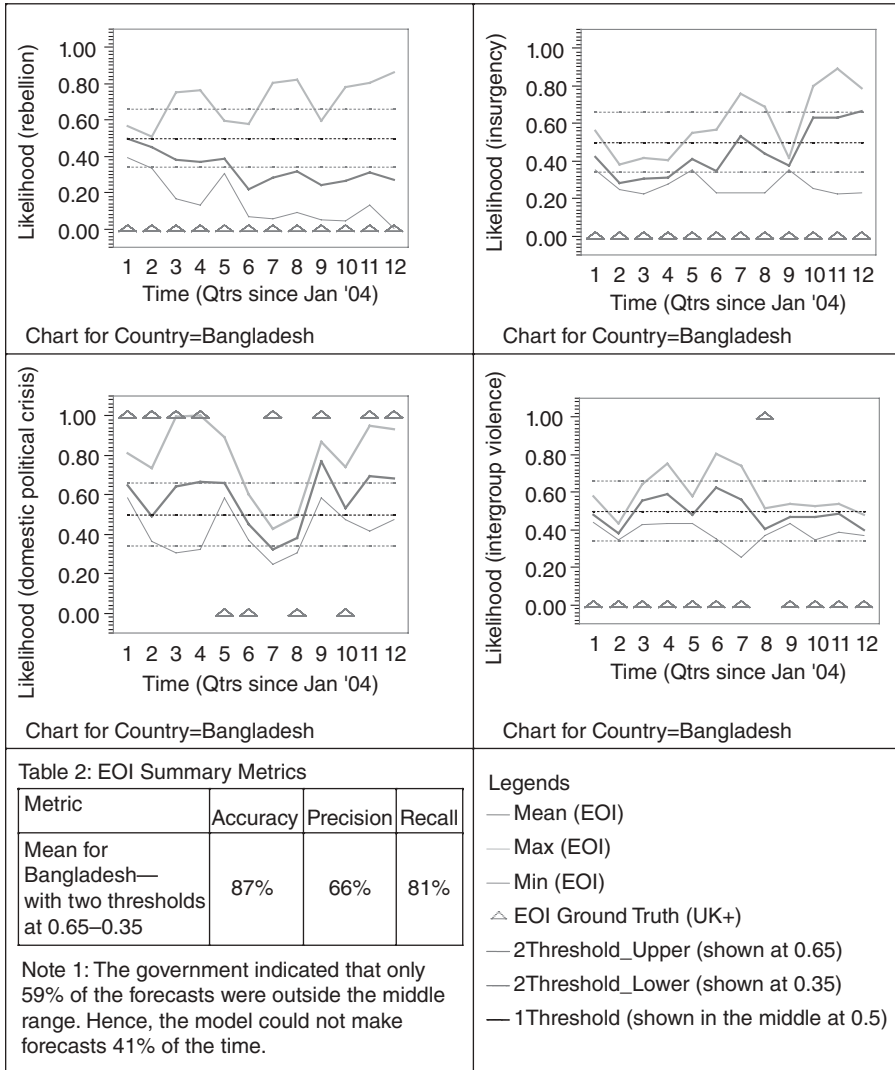 Likelihood (rebellion)
1.00
0.80
0.60
0.40
0.20
0.00
1 2 3 4 5 6 7 8 9 10 11 12
Time (Qtrs since Jan '04)
Chart for Country=Bangladesh
Likelihood (insurgency)
1.00
0.80
0.60
0.40
0.20
0.00
1 2 3 4 5 6 7 8 9 10 11 12
Time (Qtrs since Jan '04)
Chart for Country=Bangladesh
Likelihood (domestic political crisis)
1.00
0.80
0.60
0.40
0.20
0.00
1 2 3 4 5 6 7 8 9 10 11 12
Time (Qtrs since Jan '04)
Chart for Country=Bangladesh
Likelihood (intergroup violence)
1.00
0.80
0.60
0.40
0.20
0.00
1 2 3 4 5 6 7 8 9 10 11 12
Time (Qtrs since Jan '04)
Chart for Country=Bangladesh
Table 2: EOI Summary Metrics
Metric Accuracy Precision Recall
Mean for
Bangladesh—
with two thresholds
at 0.65–0.35
87% 66% 81%
Note 1: The government indicated that only
59% of the forecasts were outside the middle
range. Hence, the model could not make
forecasts 41% of the time.
Legends
Mean (EOI)
Max (EOI)
Min (EOI)
EOI Ground Truth (UK+)
2Threshold_Upper (shown at 0.65)
2Threshold_Lower (shown at 0.35)
1Threshold (shown in the middle at 0.5)